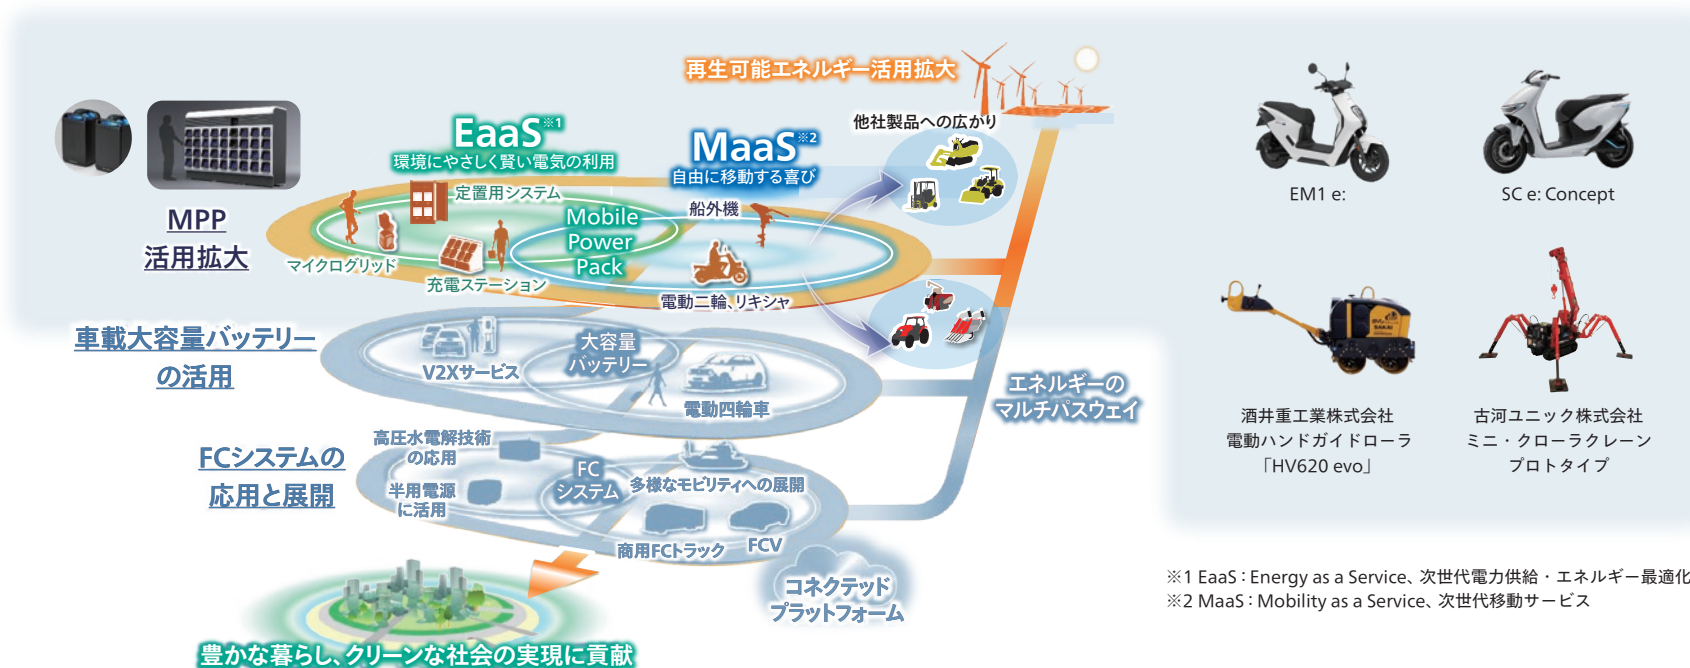 再生可能エネルギー活用拡大
EaaS※1
環境にやさしく賢い電気の利用
MaaS※2
自由に移動する喜び
他社製品への広がり
MPP
活用拡大
定置用システム
マイクログリッド
充電ステーション
Mobile
Power
Pack
船外機
電動二輪、リキシャ
車載大容量バッテリー
の活用
V2Xサービス
大容量
バッテリー
電動四輪車
エネルギーの
マルチパスウェイ
FCシステムの
応用と展開
高圧水電解技術
の応用
半用電源
に活用
FC
システム
多様なモビリティへの展開
商用FCトラック
FCV
コネクテッド
プラットフォーム
豊かな暮らし、クリーンな社会の実現に貢献
EM1 e:
SC e: Concept
SAKAI
酒井重工業株式会社
電動ハンドガイドローラ
「HV620 evo」
古河ユニック株式会社
ミニ・クローラクレーン
プロトタイプ
※1 EaaS：Energy as a Service、次世代電力供給・エネルギー最適化
※2 MaaS：Mobility as a Service、次世代移動サービス